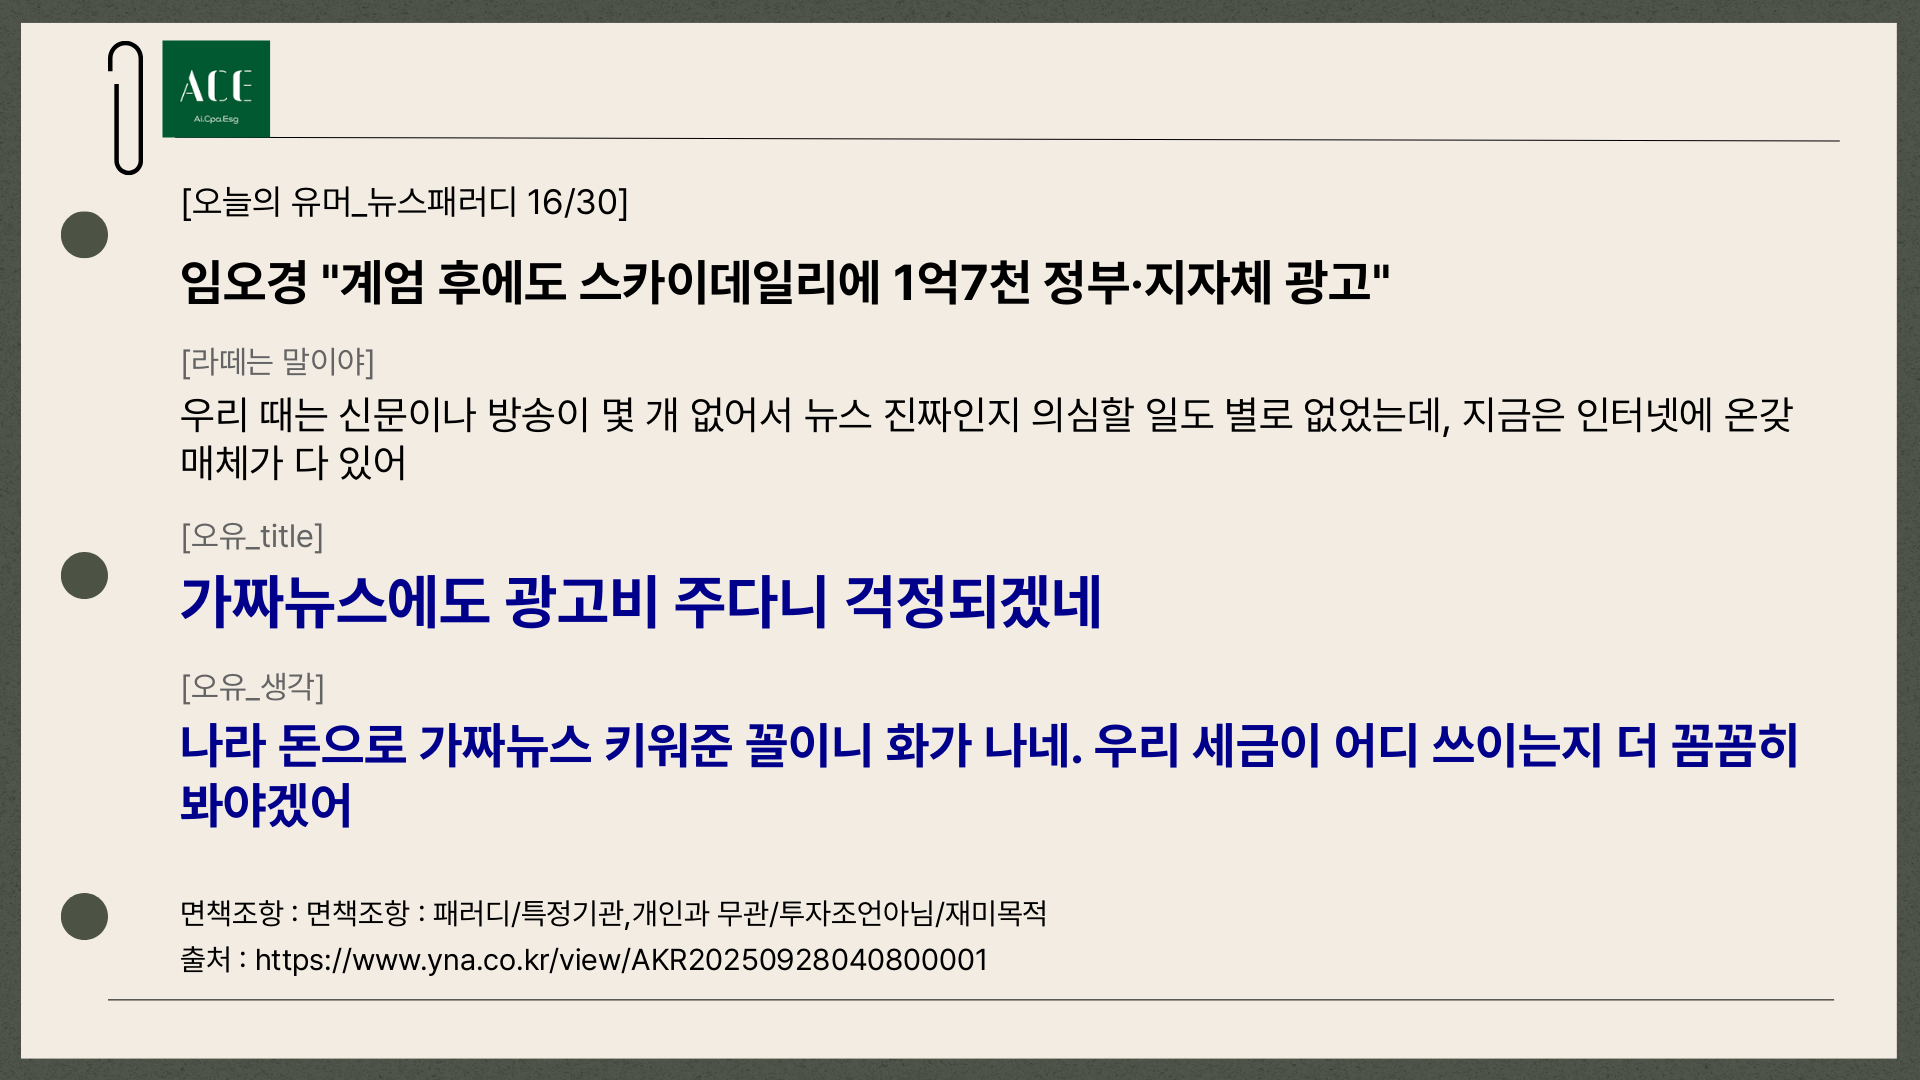 ACE
Ai.Cpa.Esg
[오늘의 유머_뉴스패러디 16/30]
임오경 "계엄 후에도 스카이데일리에 1억7천 정부·지자체 광고"
[라떼는 말이야]
우리 때는 신문이나 방송이 몇 개 없어서 뉴스 진짜인지 의심할 일도 별로 없었는데, 지금은 인터넷에 온갖
매체가 다 있어
[오유_title]
가짜뉴스에도 광고비 주다니 걱정되겠네
[오유_생각]
나라 돈으로 가짜뉴스 키워준 꼴이니 화가 나네. 우리 세금이 어디 쓰이는지 더 꼼꼼히
봐야겠어
면책조항 : 면책조항 : 패러디/특정기관,개인과 무관/투자조언아님/재미목적
출처 : https://www.yna.co.kr/view/AKR20250928040800001